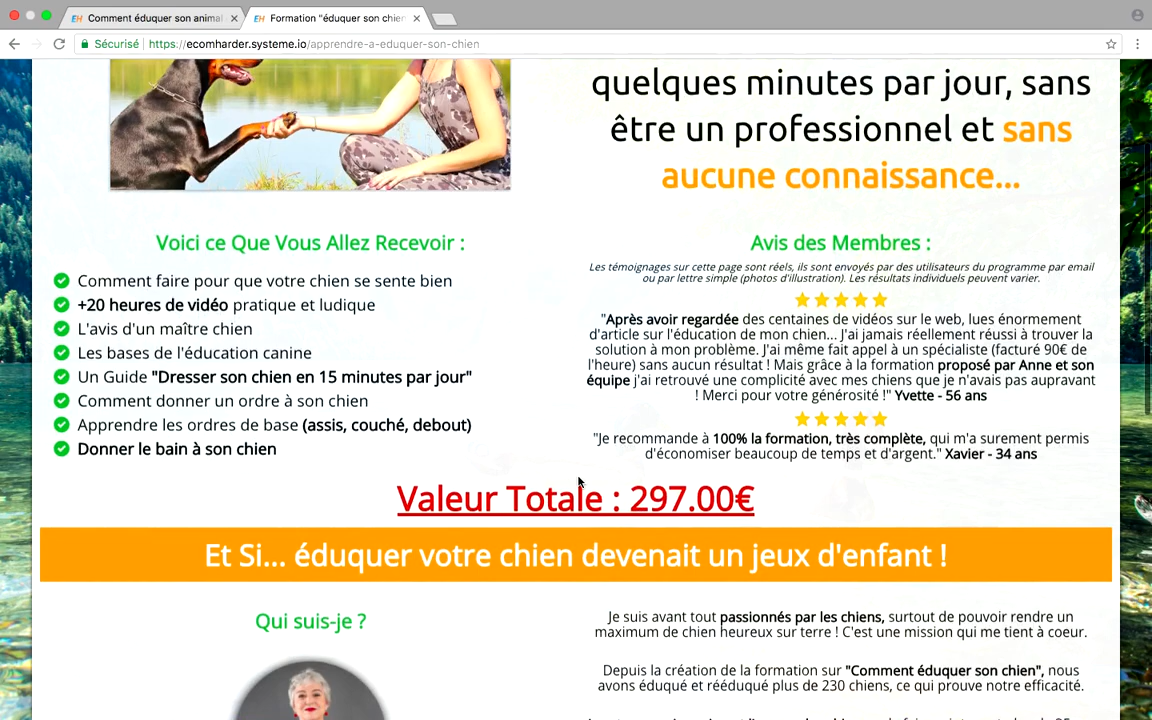 Comment éduquer son animal
Formation "éduquer son chien
Sécurisé
https://ecomharder.systeme.io/apprendre-a-eduquer-son-chien
quelques minutes par jour, sans
être un professionnel et sans
aucune connaissance...
Voici ce Que Vous Allez Recevoir :
Comment faire pour que votre chien se sente bien
+20 heures de vidéo pratique et ludique
L'avis d'un maître chien
Les bases de l'éducation canine
Un Guide "Dresser son chien en 15 minutes par jour"
Comment donner un ordre à son chien
Apprendre les ordres de base (assis, couché, debout)
Donner le bain à son chien
Avis des Membres :
Les témoignages sur cette page sont réels, ils sont envoyés par des utilisateurs du programme par email
ou par lettre simple (photos d'illustration). Les résultats individuels peuvent varier.
"Après avoir regardée des centaines de vidéos sur le web, lues énormement
d'article sur l'éducation de mon chien... J'ai jamais réellement réussi à trouver la
solution à mon problème. J'ai même fait appel à un spécialiste (facturé 90€ de
l'heure) sans aucun résultat ! Mais grâce à la formation proposé par Anne et son
équipe j'ai retrouvé une complicité avec mes chiens que je n'avais pas aupravant
! Merci pour votre générosité !" Yvette - 56 ans
"Je recommande à 100% la formation, très complète, qui m'a surement permis
d'économiser beaucoup de temps et d'argent." Xavier - 34 ans
Valeur Totale : 297.00€
Et Si... éduquer votre chien devenait un jeux d'enfant !
Qui suis-je ?
Je suis avant tout passionnés par les chiens, surtout de pouvoir rendre un
maximum de chien heureux sur terre ! C'est une mission qui me tient à coeur.
Depuis la création de la formation sur "Comment éduquer son chien", nous
avons éduqué et rééduqué plus de 230 chiens, ce qui prouve notre efficacité.